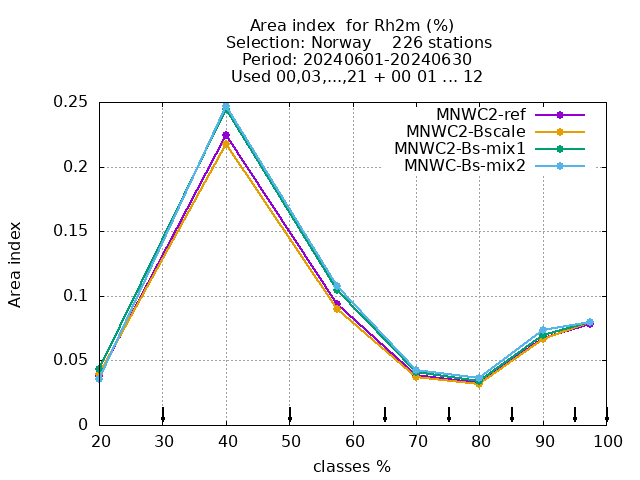 Area index  for Rh2m (%)
Selection: Norway    226 stations
Period: 20240601-20240630
Used 00,03,...,21 + 00 01 ... 12
MNWC2-ref
MNWC2-Bscale
MNWC2-Bs-mix1
MNWC-Bs-mix2
Area index
0.25
0.2
0.15
0.1
0.05
0
20 30 40 50 60 70 80 90 100
classes %